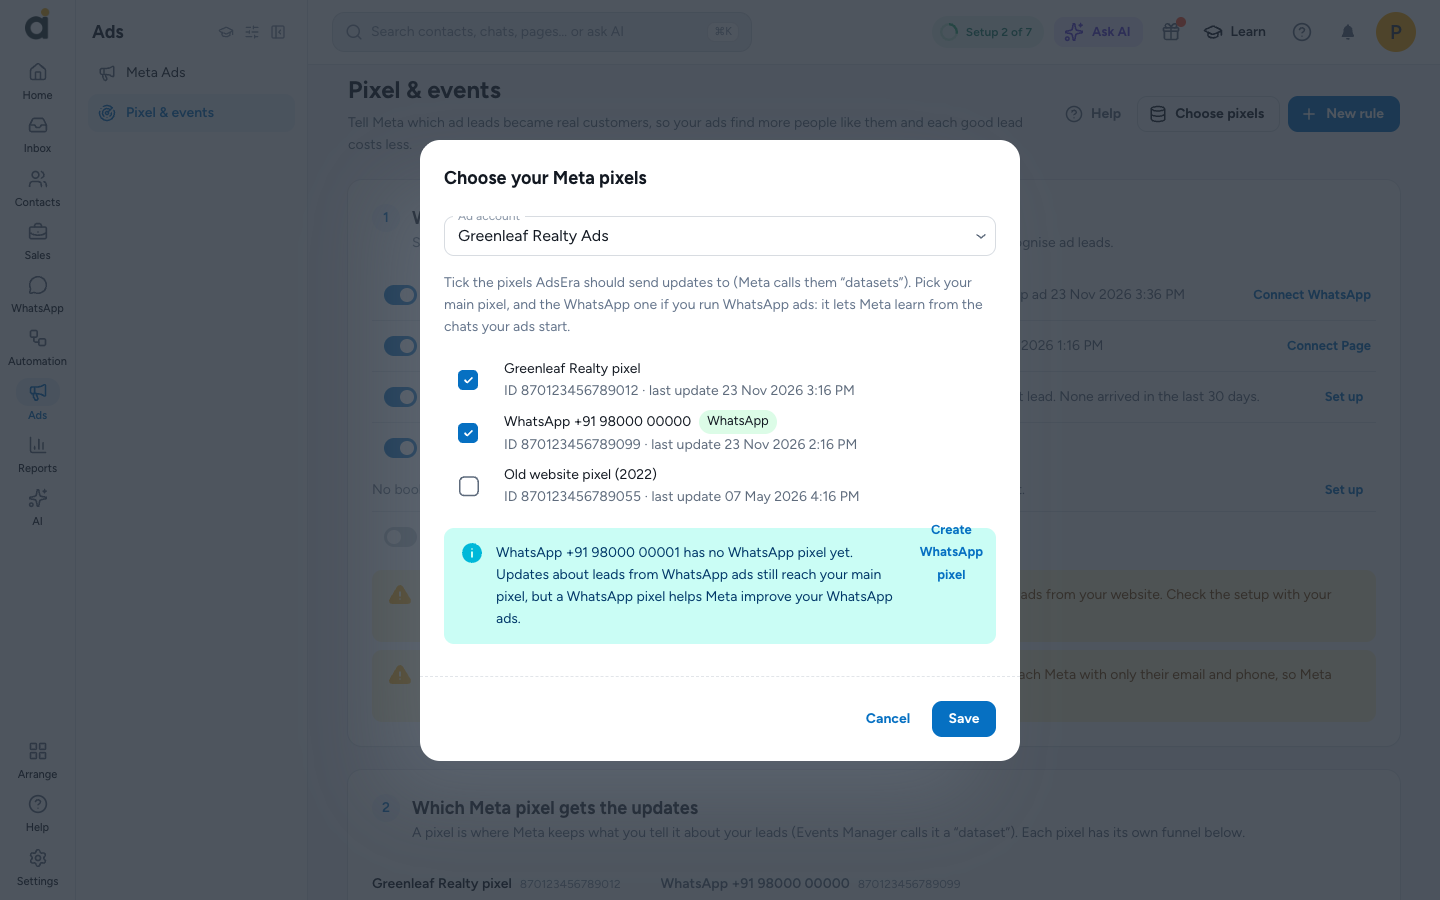 Ads
Search contacts, chats, pages... or ask AI
⌘K
Setup 2 of 7
Ask AI
Learn
P
Home
Inbox
Contacts
Sales
WhatsApp
Automation
Ads
Reports
AI
Arrange
Help
Settings
Meta Ads
Pixel & events
Pixel & events
Tell Meta which ad leads became real customers, so your ads find more people like them and each good lead
costs less.
Help
Choose pixels
New rule
1
ognise ad leads.
p ad 23 Nov 2026 3:36 PM
Connect WhatsApp
2026 1:16 PM
Connect Page
t lead. None arrived in the last 30 days.
Set up
No boo
Set up
ads from your website. Check the setup with your
ach Meta with only their email and phone, so Meta
Choose your Meta pixels
Ad account
Greenleaf Realty Ads
Tick the pixels AdsEra should send updates to (Meta calls them “datasets”). Pick your
main pixel, and the WhatsApp one if you run WhatsApp ads: it lets Meta learn from the
chats your ads start.
Greenleaf Realty pixel
ID 870123456789012 · last update 23 Nov 2026 3:16 PM
WhatsApp +91 98000 00000 WhatsApp
ID 870123456789099 · last update 23 Nov 2026 2:16 PM
Old website pixel (2022)
ID 870123456789055 · last update 07 May 2026 4:16 PM
WhatsApp +91 98000 00001 has no WhatsApp pixel yet.
Updates about leads from WhatsApp ads still reach your main
pixel, but a WhatsApp pixel helps Meta improve your WhatsApp
ads.
Create
WhatsApp
pixel
Cancel
Save
2
Which Meta pixel gets the updates
A pixel is where Meta keeps what you tell it about your leads (Events Manager calls it a “dataset”). Each pixel has its own funnel below.
Greenleaf Realty pixel 870123456789012
WhatsApp +91 98000 00000 870123456789099